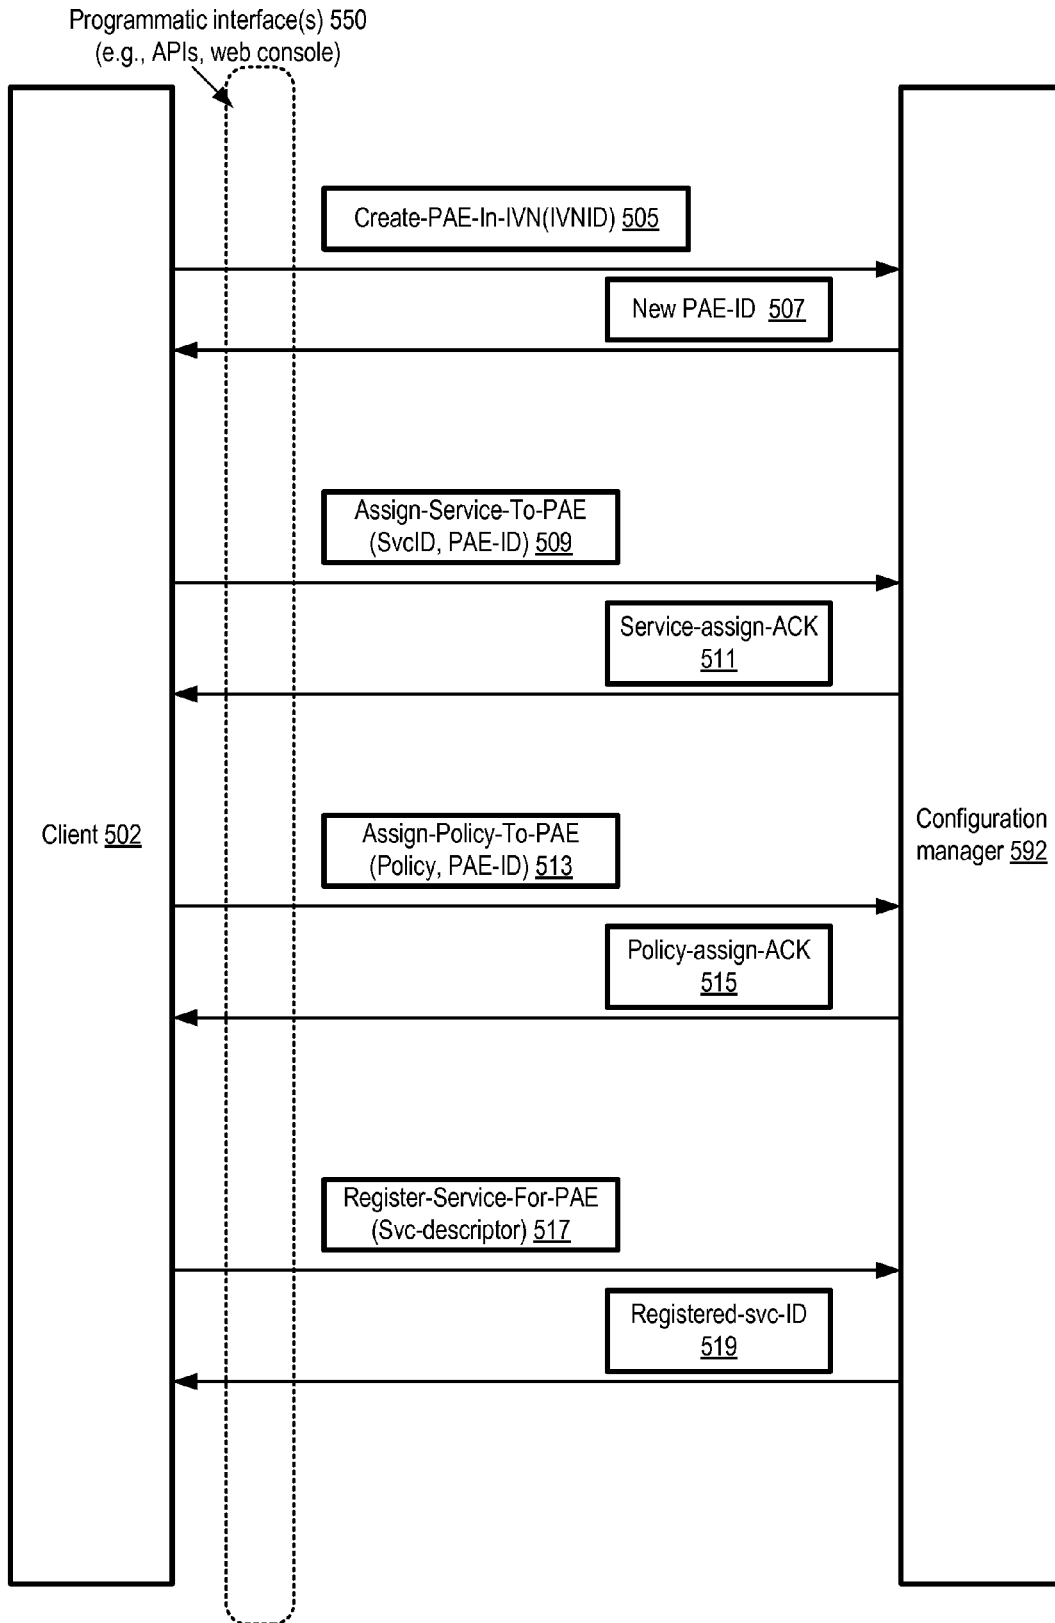 Programmatic interface(s) 550
(e.g., APIs, web console)
Create-PAE-In-IVN(IVNID) 505
New PAE-ID 507
Assign-Service-To-PAE
(SvcID, PAE-ID) 509
Service-assign-ACK
511
Client 502
Assign-Policy-To-PAE
(Policy, PAE-ID) 513
Configuration
manager 592
Policy-assign-ACK
515
Register-Service-For-PAE
(Svc-descriptor) 517
Registered-svc-ID
519